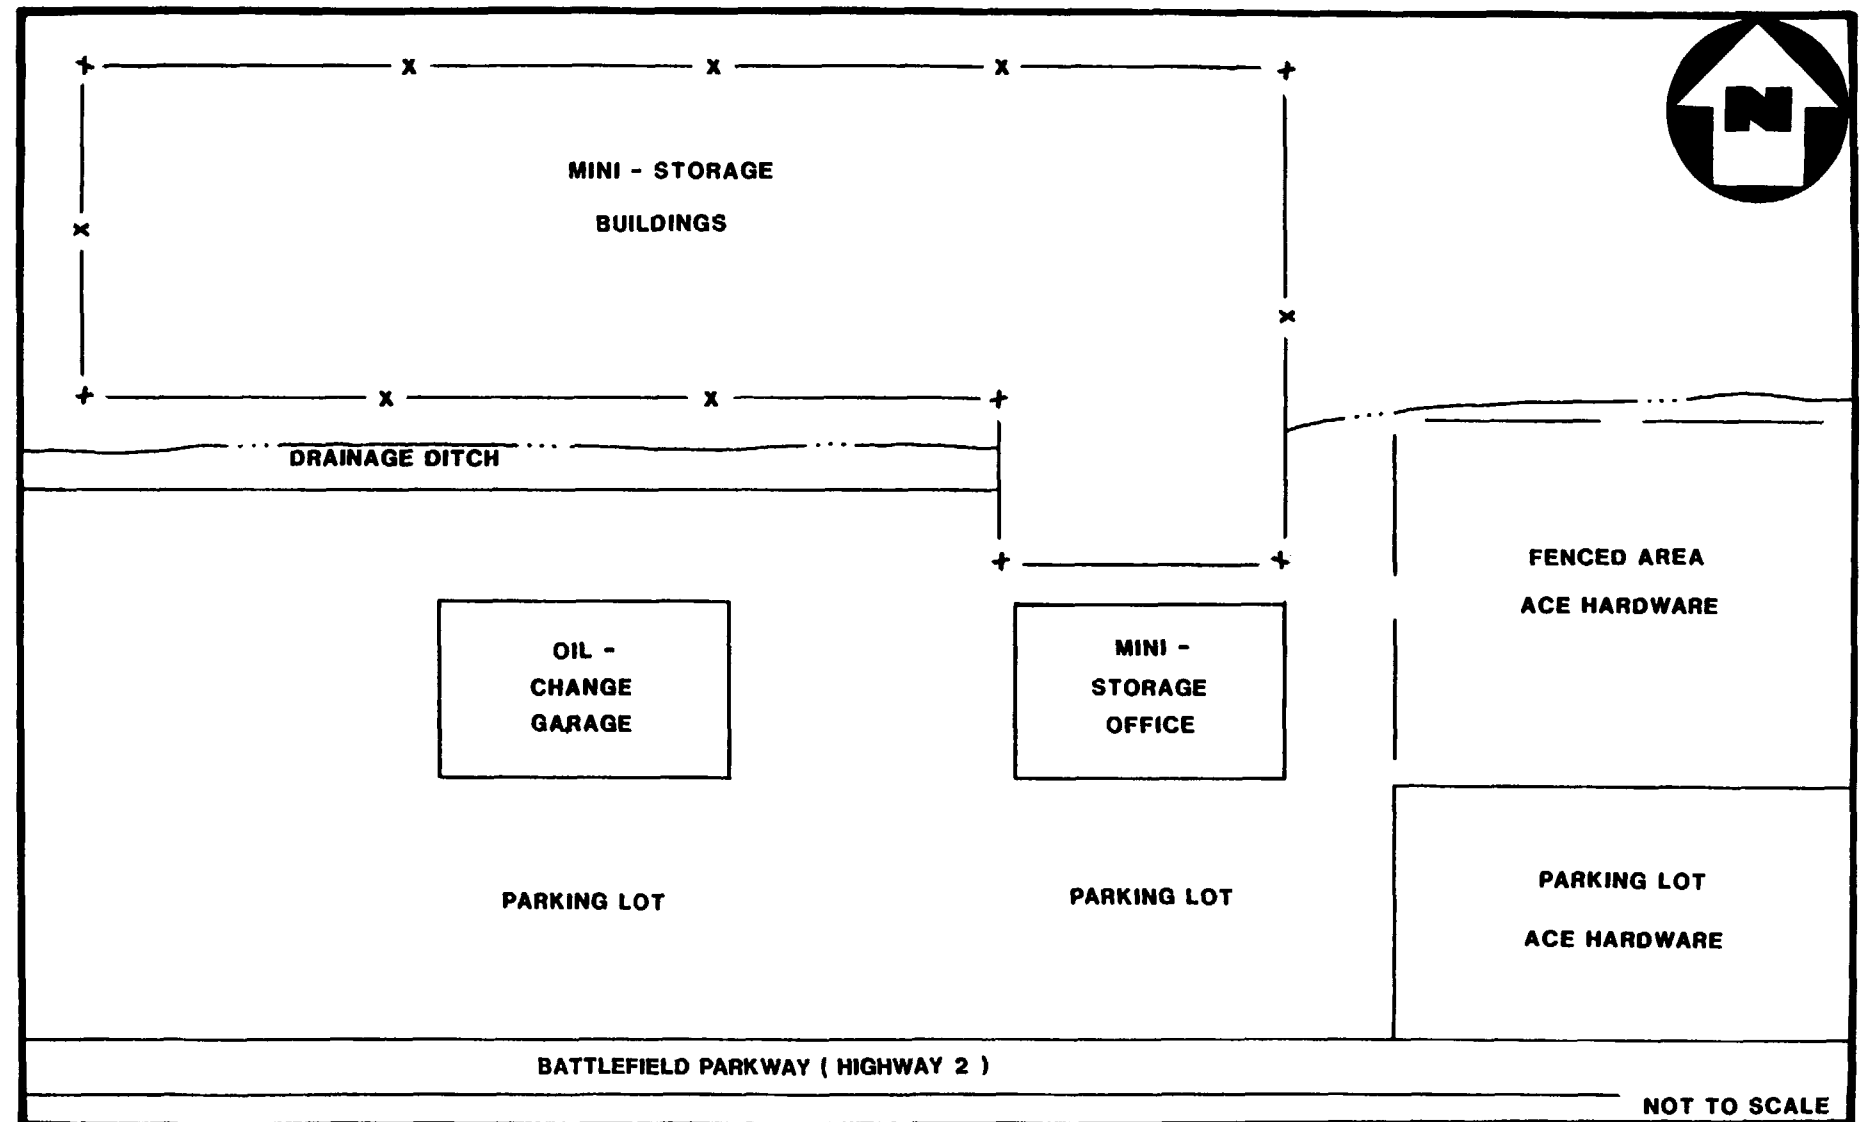 N
MINI - STORAGE
BUILDINGS
DRAINAGE DITCH
FENCED AREA
ACE HARDWARE
OIL -
CHANGE
GARAGE
MINI -
STORAGE
OFFICE
PARKING LOT
PARKING LOT
PARKING LOT
ACE HARDWARE
BATTLEFIELD PARKWAY ( HIGHWAY 2 )
NOT TO SCALE